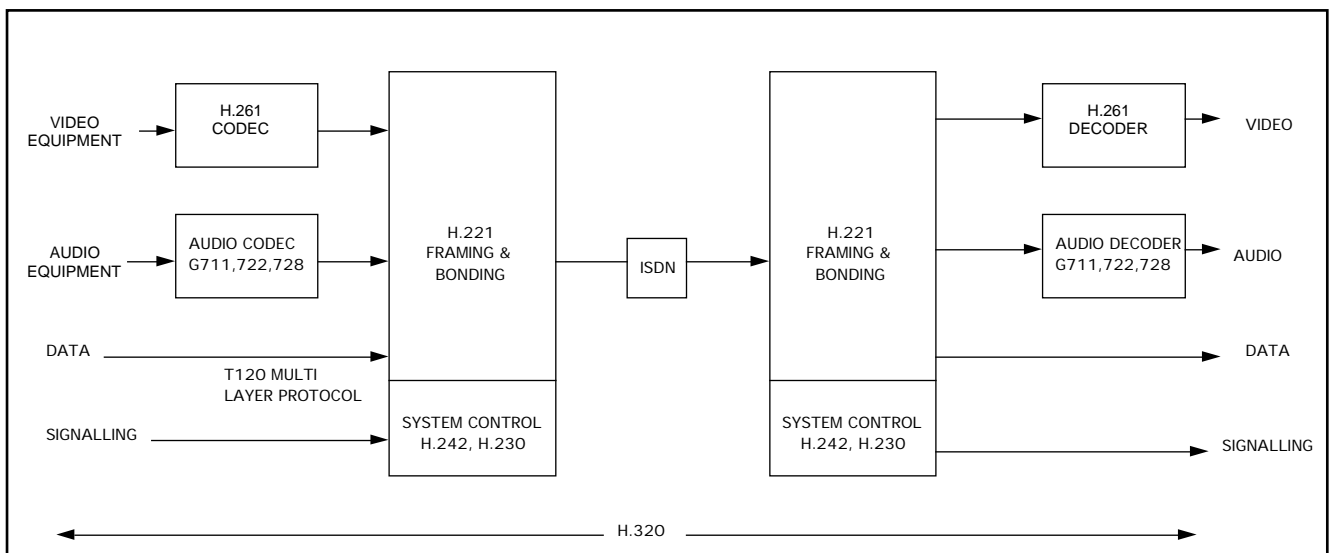 H.261
CODEC
VIDEO
EQUIPMENT
AUDIO CODEC
G711,722,728
AUDIO
EQUIPMENT
DATA
T120 MULTI
LAYER PROTOCOL
SIGNALLING
H.221
FRAMING &
BONDING
SYSTEM CONTROL
H.242, H.230
ISDN
H.221
FRAMING &
BONDING
SYSTEM CONTROL
H.242, H.230
H.261
DECODER
VIDEO
AUDIO DECODER
G711,722,728
AUDIO
DATA
SIGNALLING
H.320